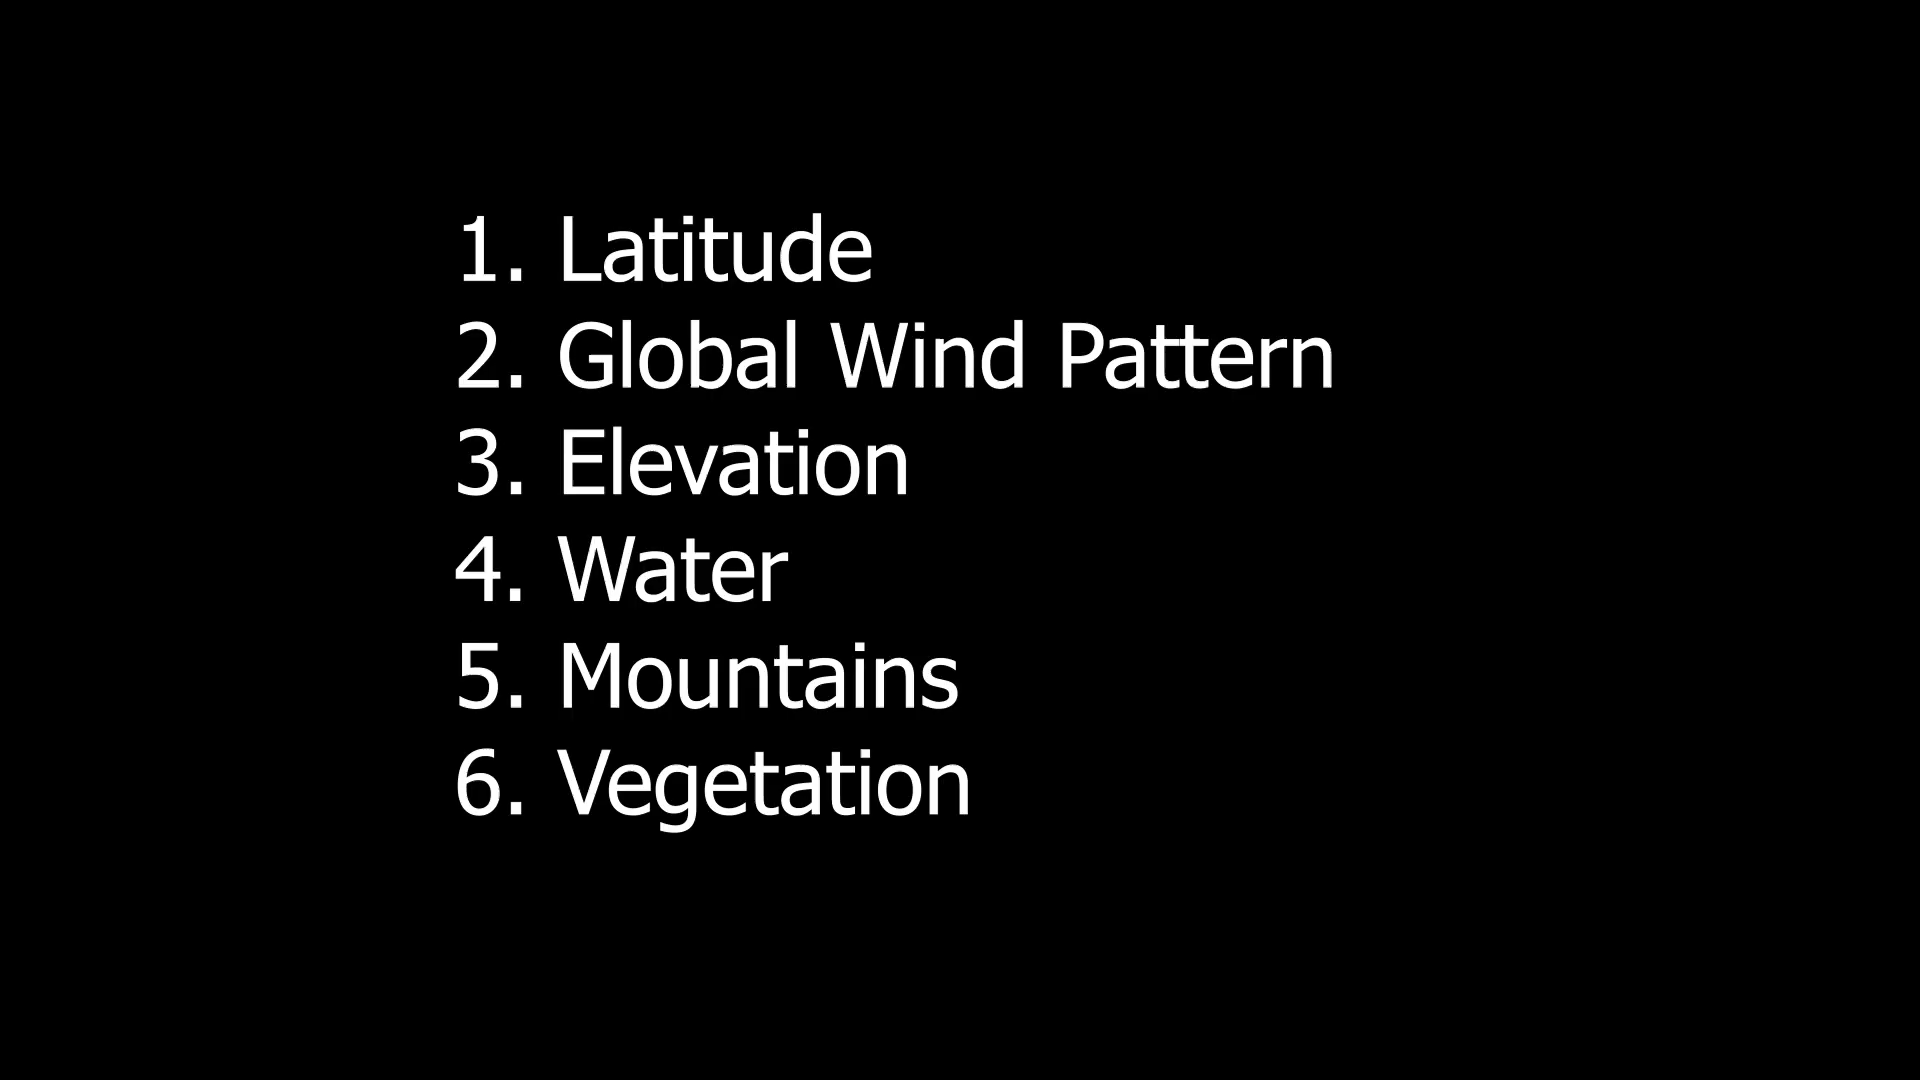 1. Latitude
2. Global Wind Pattern
3. Elevation
4. Water
5. Mountains
6. Vegetation